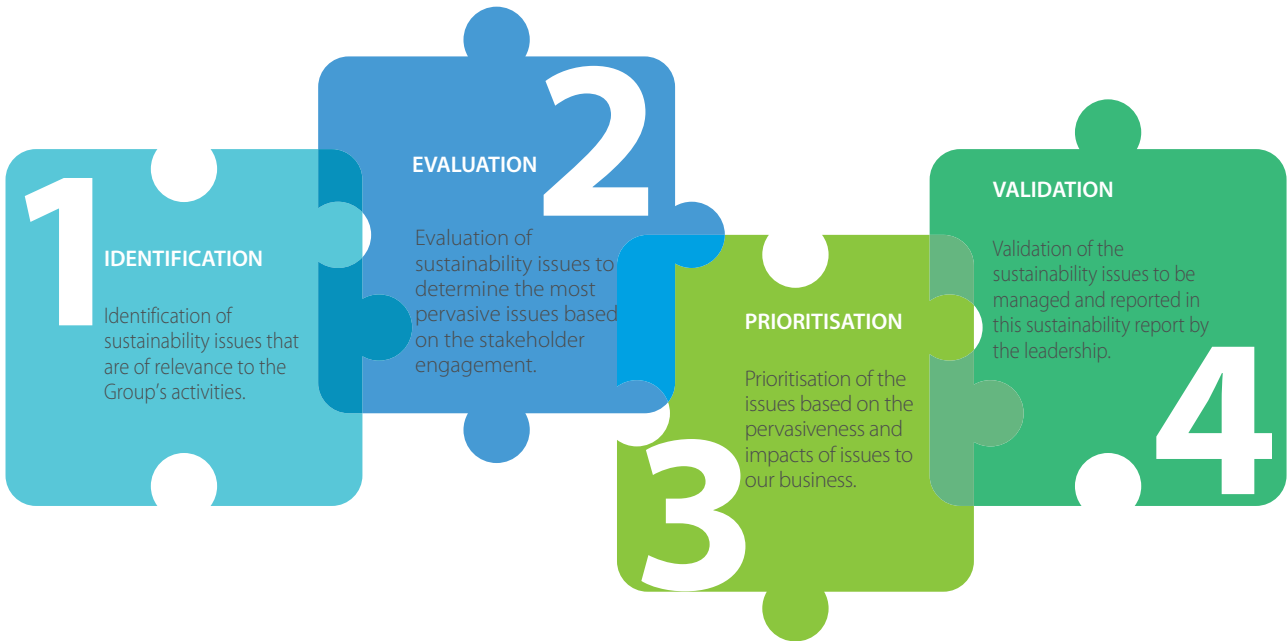 1
IDENTIFICATION
Identification of
sustainability issues that
are of relevance to the
Group's activities.
2
EVALUATION
Evaluation of
sustainability issues to
determine the most
pervasive issues based
on the stakeholder
engagement.
3
PRIORITISATION
Prioritisation of the
issues based on the
pervasiveness and
impacts of issues to
our business.
4
VALIDATION
Validation of the
sustainability issues to be
managed and reported in
this sustainability report by
the leadership.